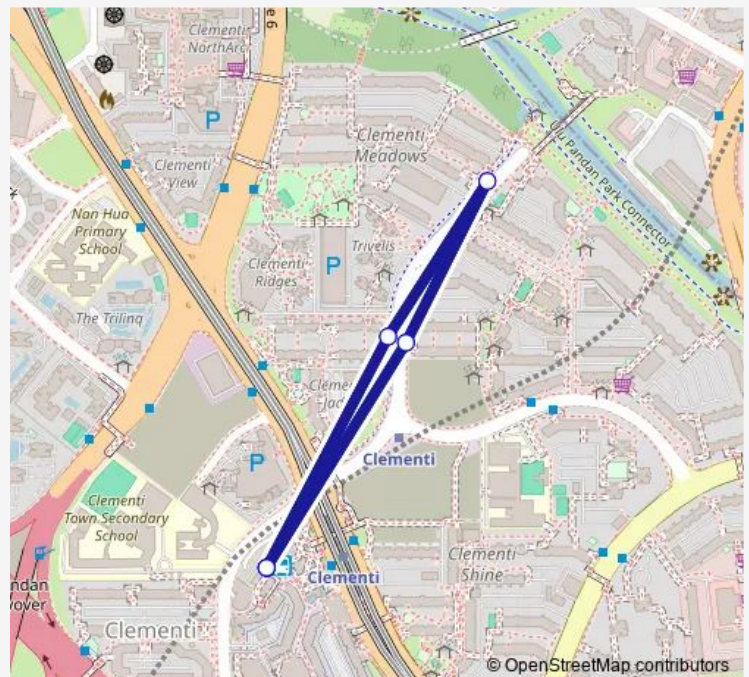 Clementi
NorthArc
P
Clementi
Meadows
Clementi
View
Ulu Pandan Park Connector
Nan Hua
Primary
School
Trivelis
P
Clementi
Ridges
The Trilinq
Clementi
P
Clementi
Town Secondary
School
Clementi
Clementi
Shine
Clementi
© OpenStreetMap contributors